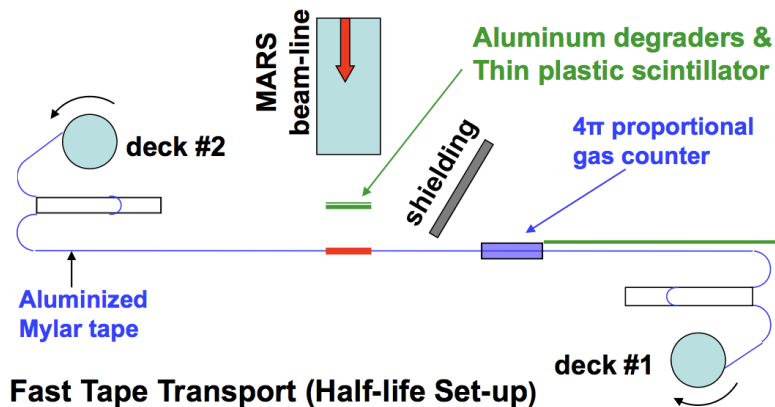 MARS
beam-line
Aluminum degraders &
Thin plastic scintillator
deck #2
shielding
4π proportional
gas counter
Aluminized
Mylar tape
deck #1
Fast Tape Transport (Half-life Set-up)